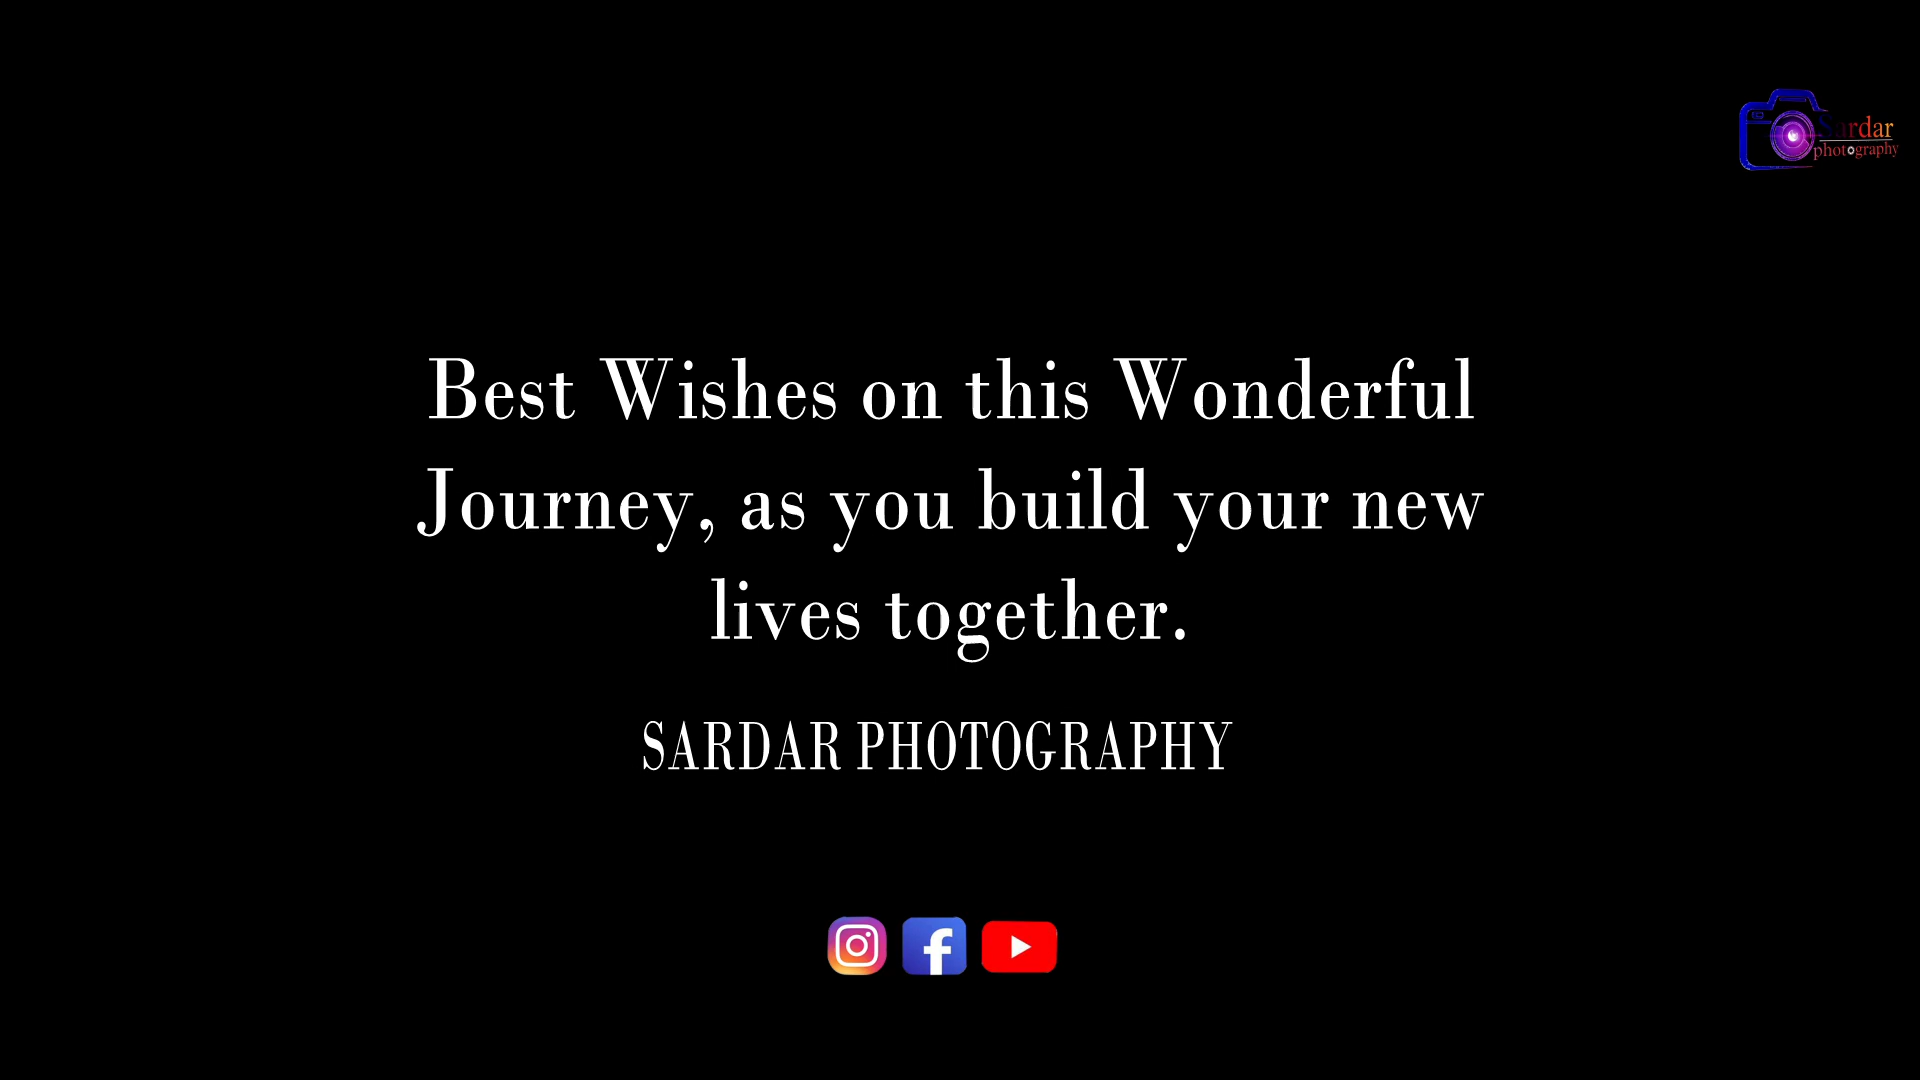 Sardar
photography
Best Wishes on this Wonderful
Journey, as you build your new
lives together.
SARDAR PHOTOGRAPHY